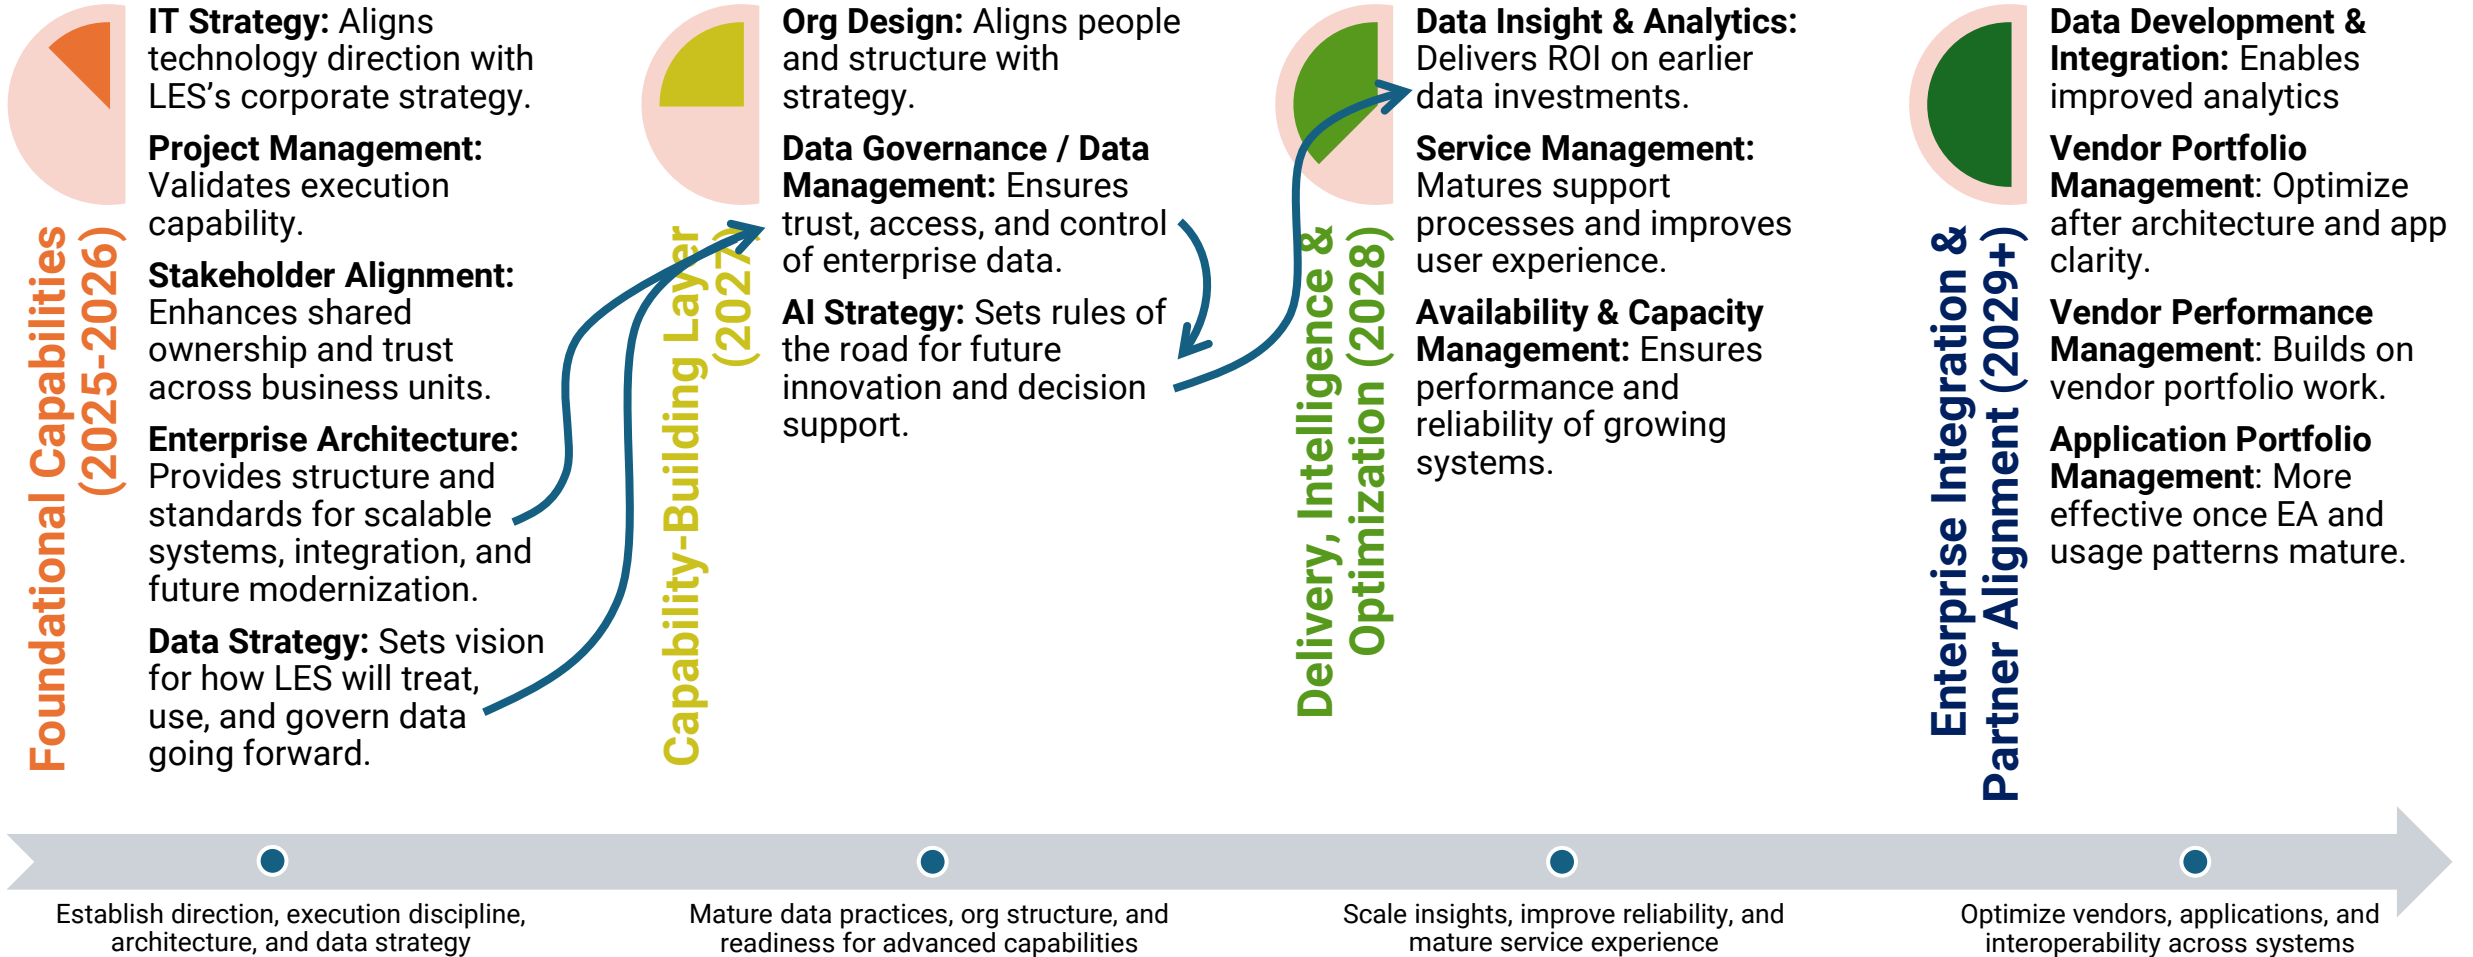 Foundational Capabilities
(2025-2026)
IT Strategy: Aligns
technology direction with
LES's corporate strategy.
Project Management:
Validates execution
capability.
Stakeholder Alignment:
Enhances shared
ownership and trust
across business units.
Enterprise Architecture:
Provides structure and
standards for scalable
systems, integration, and
future modernization.
Data Strategy: Sets vision
for how LES will treat,
use, and govern data
going forward.
Capability-Building Layer
(2027)
Org Design: Aligns people
and structure with
strategy.
Data Governance / Data
Management: Ensures
trust, access, and control
of enterprise data.
AI Strategy: Sets rules of
the road for future
innovation and decision
support.
Delivery, Intelligence &
Optimization (2028)
Data Insight & Analytics:
Delivers ROI on earlier
data investments.
Service Management:
Matures support
processes and improves
user experience.
Availability & Capacity
Management: Ensures
performance and
reliability of growing
systems.
Enterprise Integration &
Partner Alignment (2029+)
Data Development &
Integration: Enables
improved analytics
Vendor Portfolio
Management: Optimize
after architecture and app
clarity.
Vendor Performance
Management: Builds on
vendor portfolio work.
Application Portfolio
Management: More
effective once EA and
usage patterns mature.
Establish direction, execution discipline,
architecture, and data strategy
Mature data practices, org structure, and
readiness for advanced capabilities
Scale insights, improve reliability, and
mature service experience
Optimize vendors, applications, and
interoperability across systems